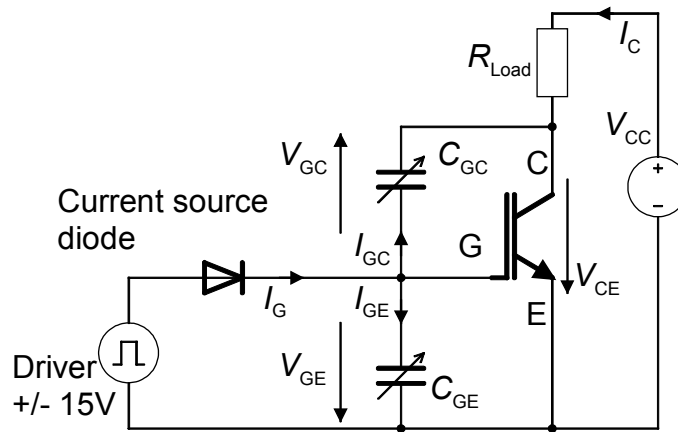 I_C
R_Load
V_CC
V_GC
C_GC
C
+
−
Current source
diode
I_GC
G
I_G
I_GE
V_CE
E
Driver
+/- 15V
V_GE
C_GE